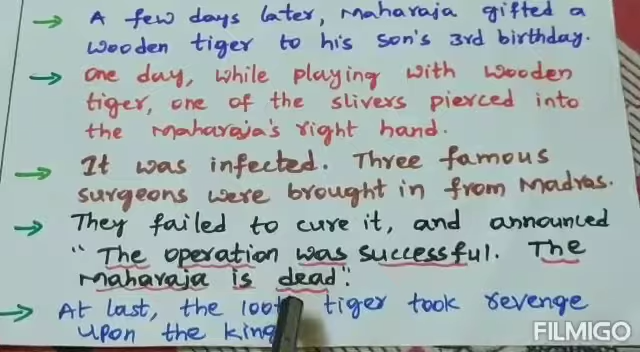 → A few days later, Maharaja gifted a
wooden tiger to his son's 3rd birthday.
→ One day, while playing with wooden
tiger, one of the slivers pierced into
the Maharaja's right hand.
→ It was infected. Three famous
surgeons were brought in from Madras.
→ They failed to cure it, and announced
"The operation was successful. The
Maharaja is dead".
→ At last, the 100th tiger took revenge
upon the king
FILMIGO